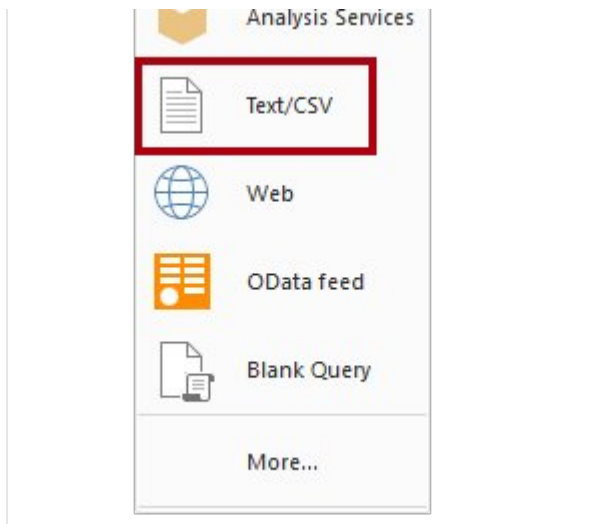 Analysis Services
Text/CSV
Web
OData feed
Blank Query
More...